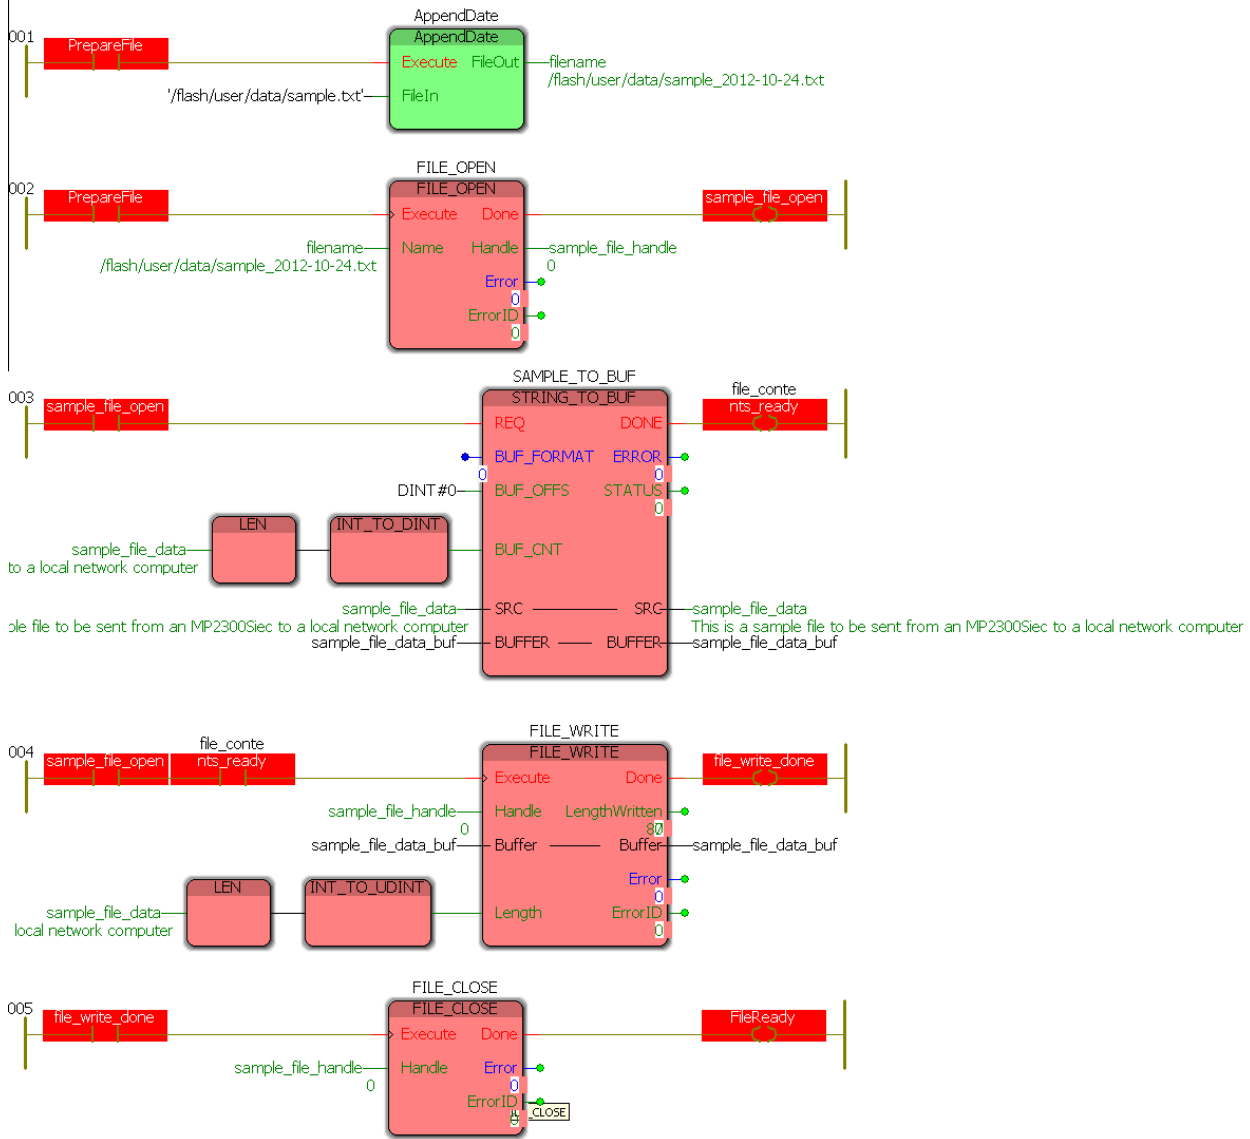 AppendDate
001
PrepareFile
AppendDate
Execute FileOut
filename
/flash/user/data/sample_2012-10-24.txt
'/flash/user/data/sample.txt'
FileIn
FILE_OPEN
002
PrepareFile
FILE_OPEN
sample_file_open
Execute Done
filename
Name Handle
sample_file_handle
/flash/user/data/sample_2012-10-24.txt
0
Error
0
ErrorID
0
SAMPLE_TO_BUF
003
sample_file_open
STRING_TO_BUF
file_conte
nts_ready
REQ DONE
BUF_FORMAT ERROR
0
0
DINT#0
BUF_OFFS STATUS
0
LEN
INT_TO_DINT
sample_file_data
BUF_CNT
to a local network computer
sample_file_data
SRC SRC
sample_file_data
ple file to be sent from an MP2300Siec to a local network computer
This is a sample file to be sent from an MP2300Siec to a local network computer
sample_file_data_buf
BUFFER BUFFER
sample_file_data_buf
FILE_WRITE
004
sample_file_open
file_conte
nts_ready
FILE_WRITE
file_write_done
Execute Done
sample_file_handle
Handle LengthWritten
0
80
sample_file_data_buf
Buffer Buffer
sample_file_data_buf
Error
0
LEN
INT_TO_UDINT
sample_file_data
Length ErrorID
local network computer
0
FILE_CLOSE
005
file_write_done
FILE_CLOSE
FileReady
Execute Done
sample_file_handle
Handle Error
0
0
ErrorID
_CLOSE